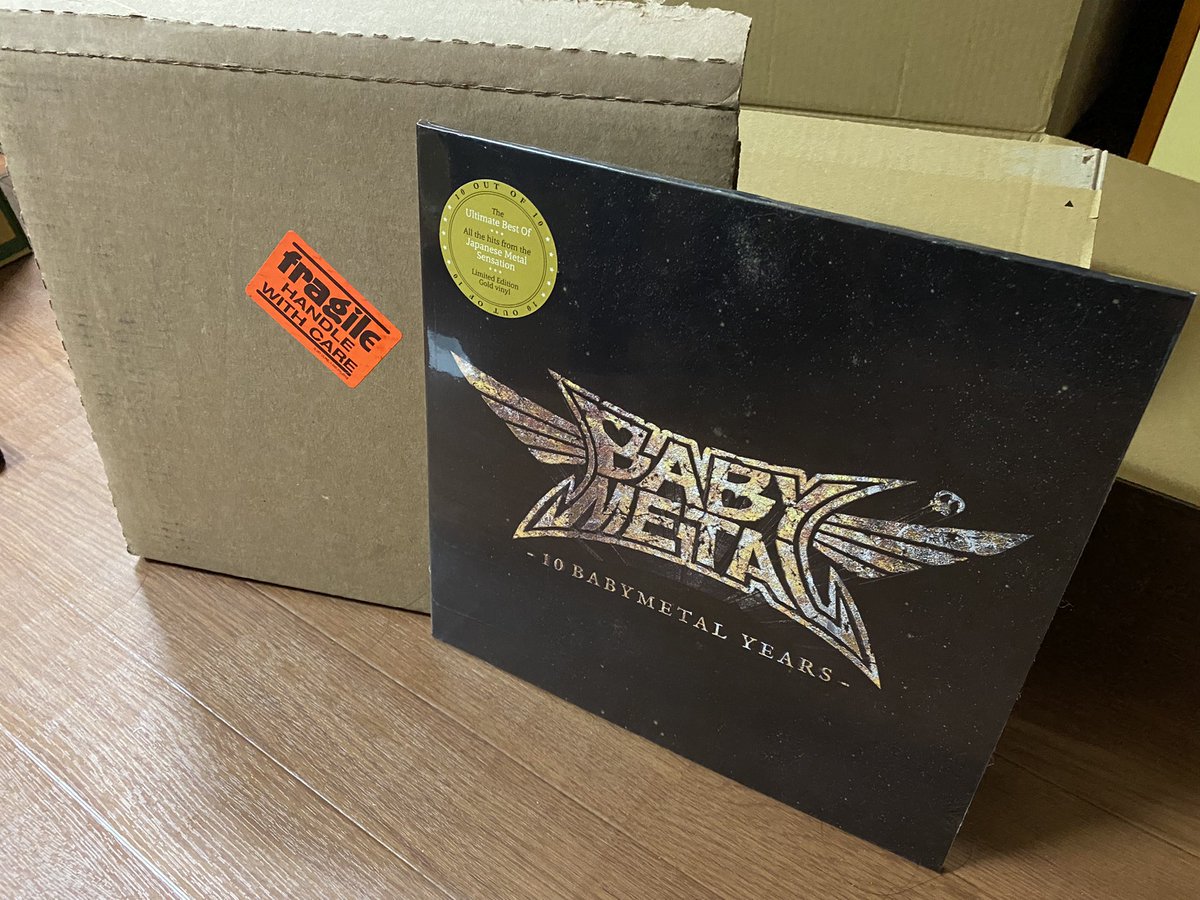 fragile
HANDLE
WITH CARE
10 OUT OF 10
The
Ultimate Best Of
All the hits from the
Japanese Metal
Sensation
Limited Edition
Gold vinyl
10 OUT OF 10
BABY
METAL
- 10 BABYMETAL YEARS -